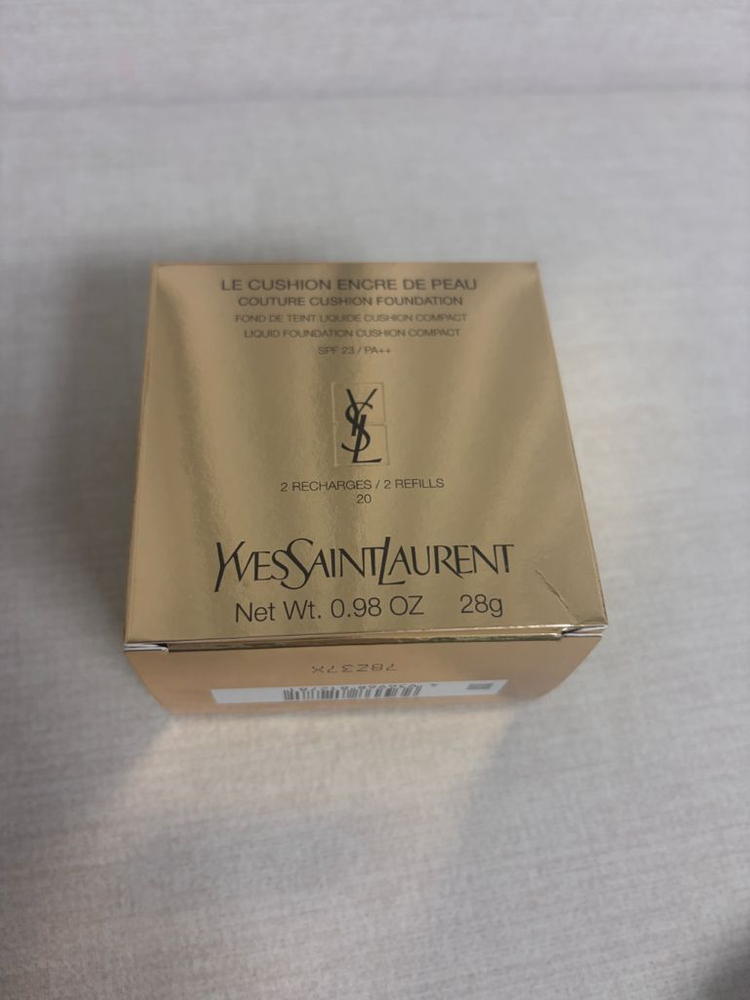 LE CUSHION ENCRE DE PEAU
COUTURE CUSHION FOUNDATION
FOND DE TEINT LIQUIDE CUSHION COMPACT
LIQUID FOUNDATION CUSHION COMPACT
SPF 23 / PA++
YSL
2 RECHARGES / 2 REFILLS
20
YVESSAINTLAURENT
Net Wt. 0.98 OZ 28g
78Z37X